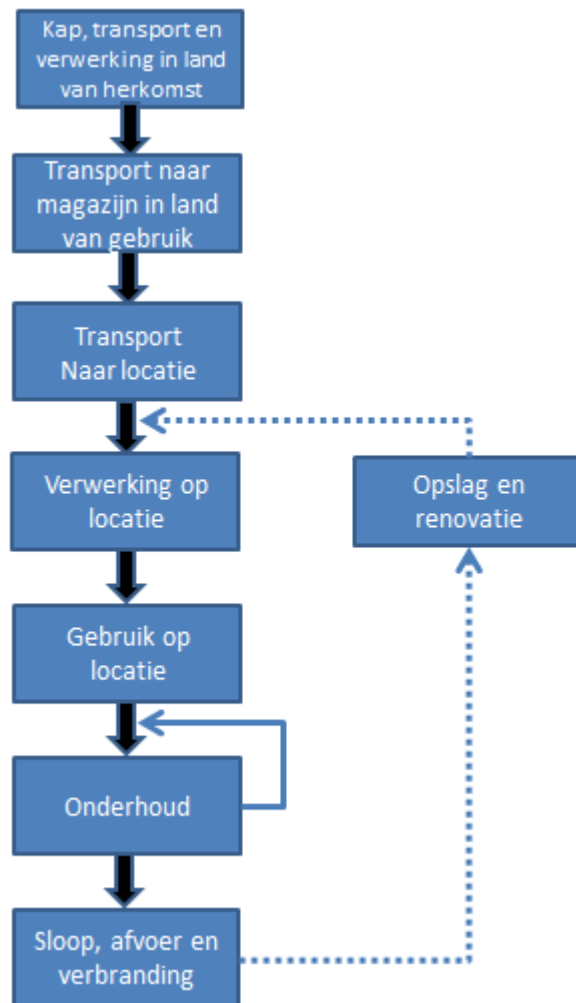 Kap, transport en
verwerking in land
van herkomst
Transport naar
magazijn in land
van gebruik
Transport
Naar locatie
Verwerking op
locatie
Opslag en
renovatie
Gebruik op
locatie
Onderhoud
Sloop, afvoer en
verbranding